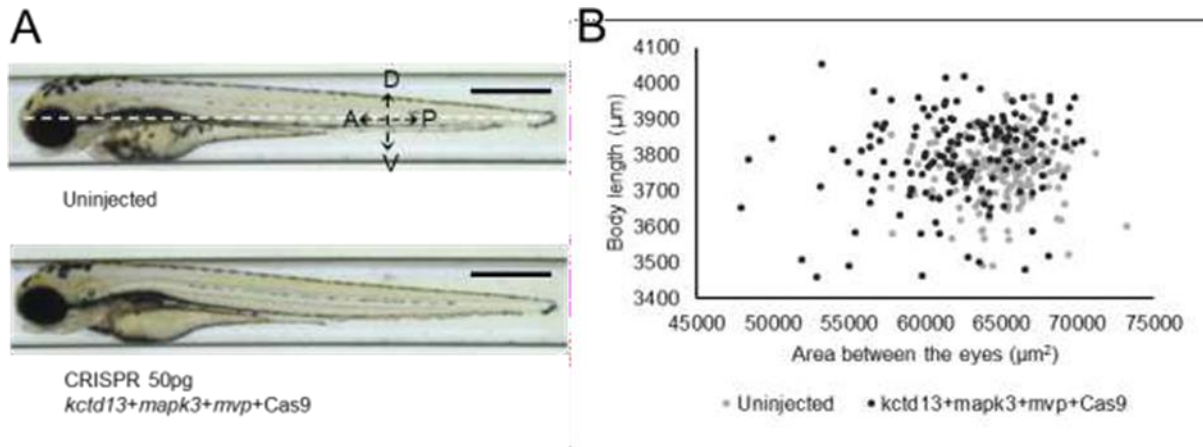 A
D
A P
V
Uninjected
CRISPR 50pg
kctd13+mapk3+mvp+Cas9
B
Body length (µm)
4100
4000
3900
3800
3700
3600
3500
3400
45000 50000 55000 60000 65000 70000 75000
Area between the eyes (µm²)
Uninjected kctd13+mapk3+mvp+Cas9